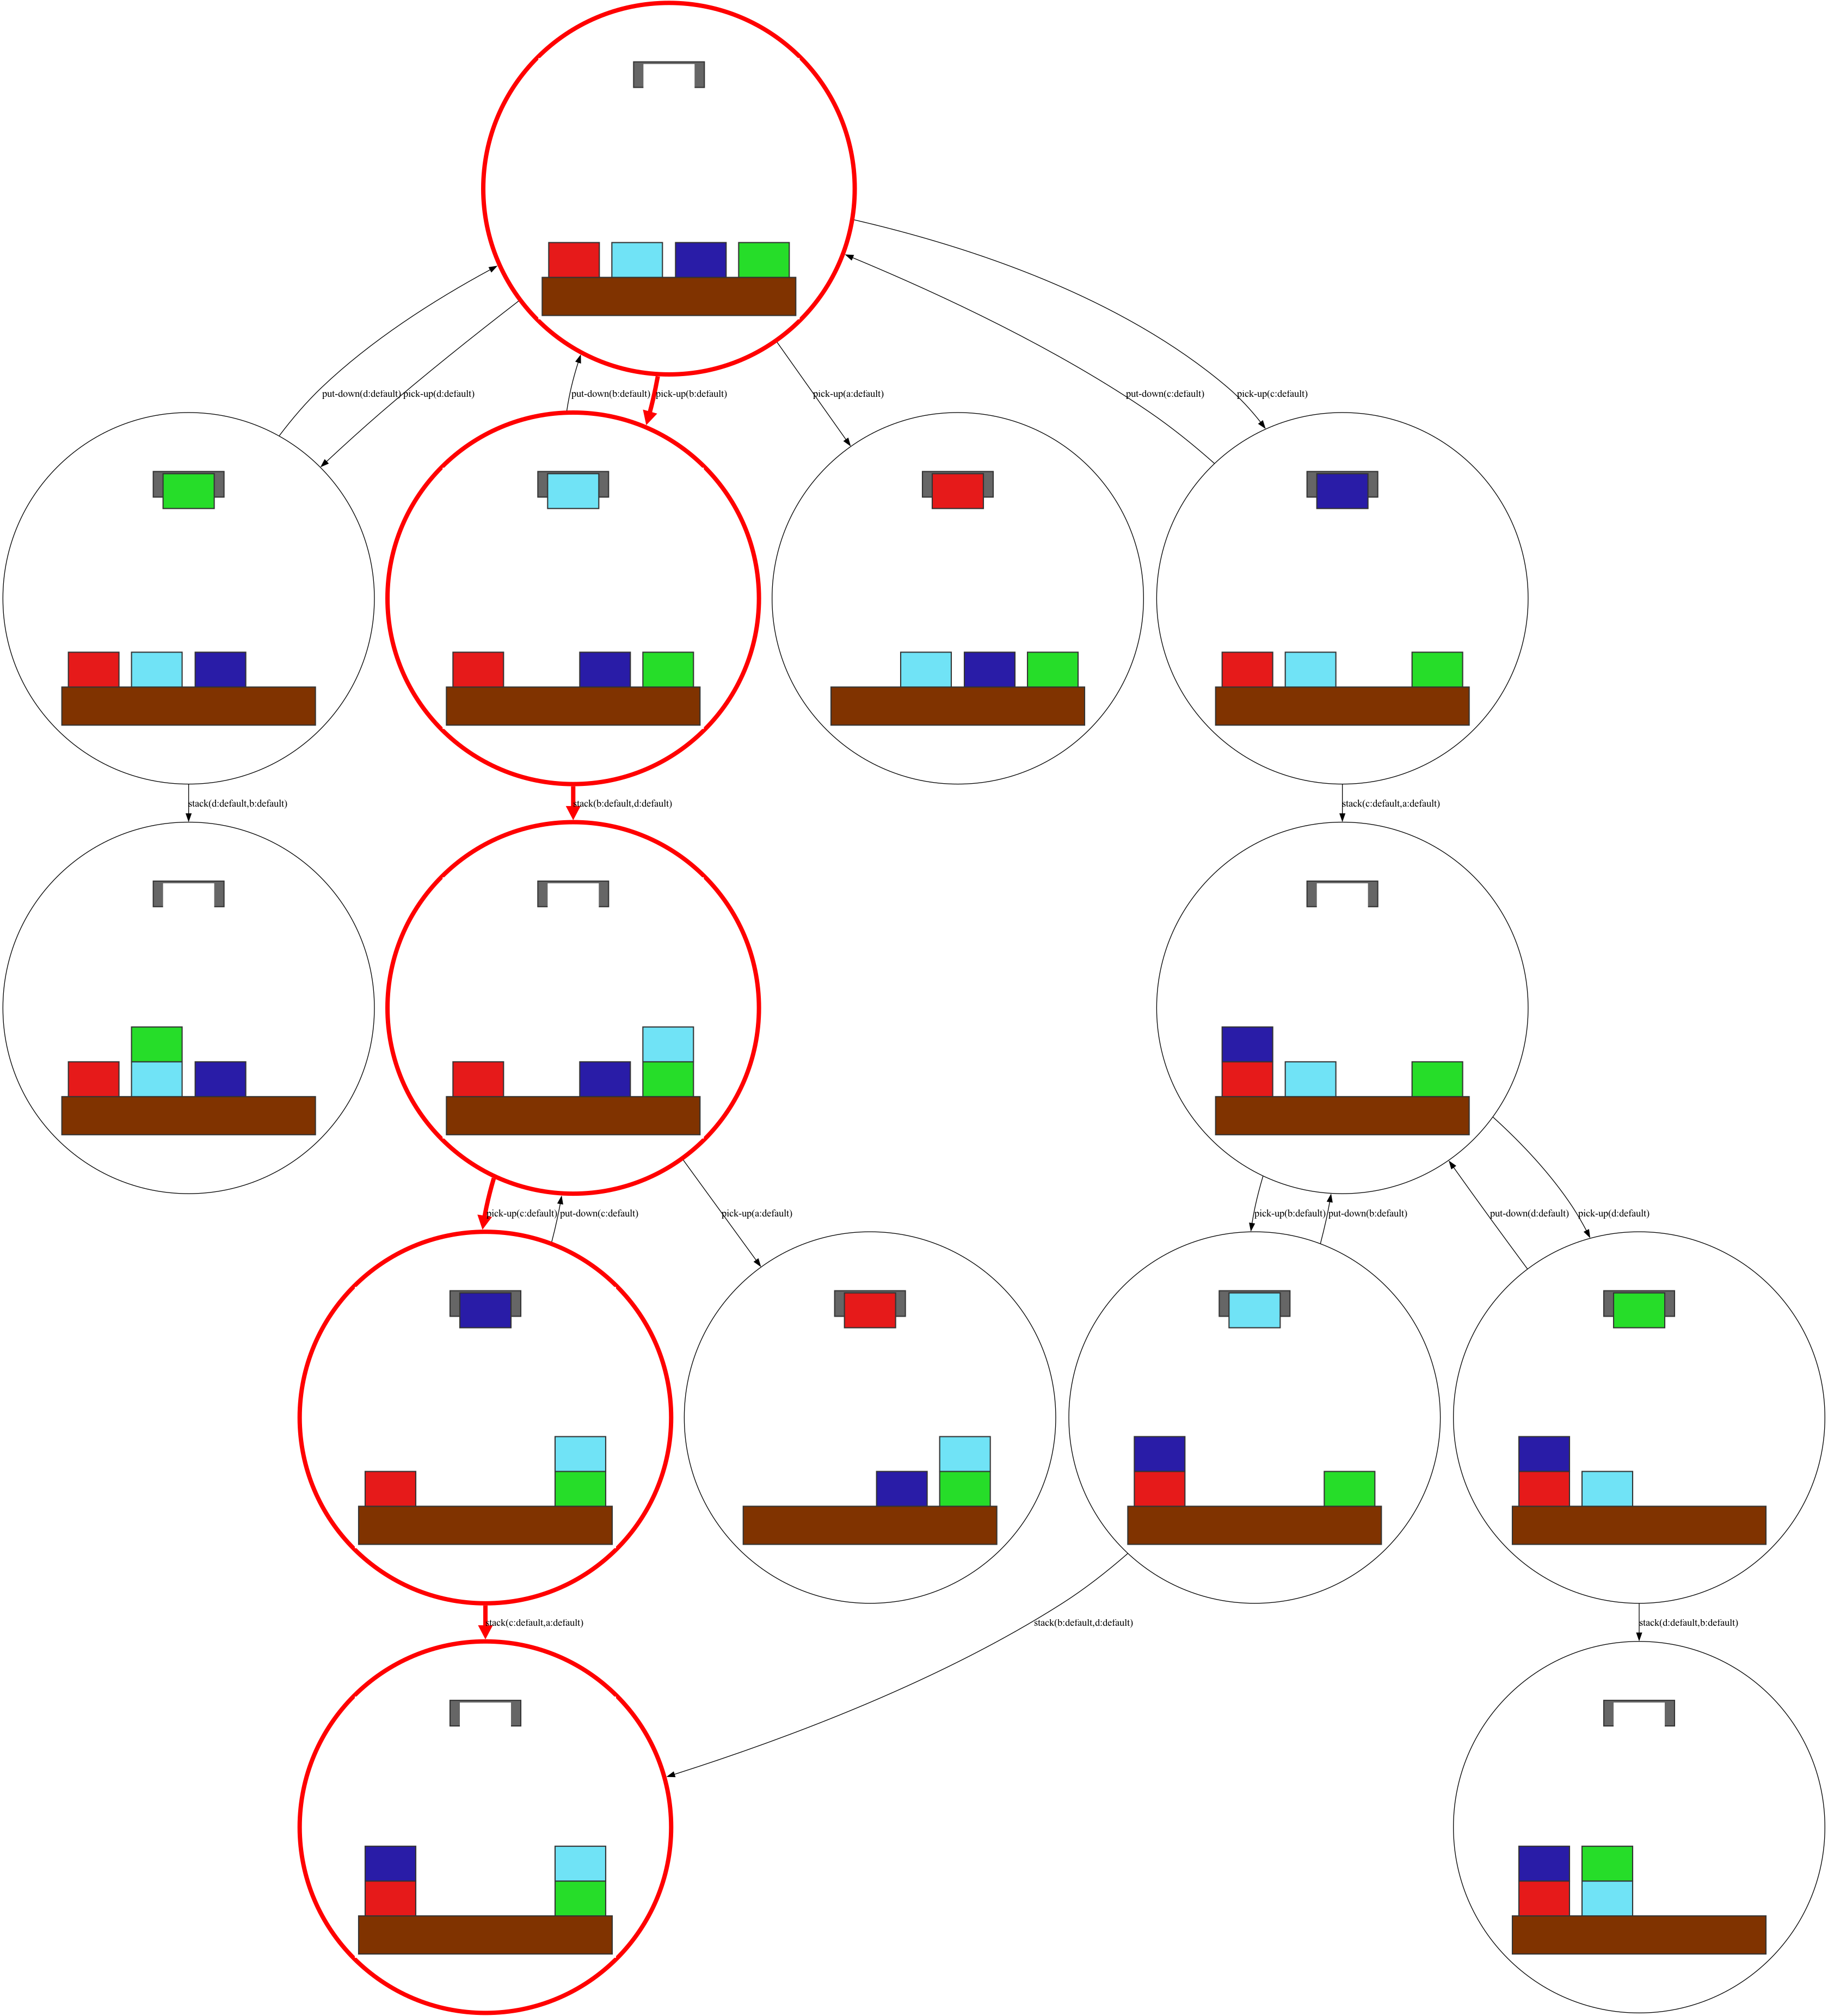 put-down(d:default)
pick-up(d:default)
put-down(b:default)
pick-up(b:default)
pick-up(a:default)
put-down(c:default)
pick-up(c:default)
stack(d:default,b:default)
stack(b:default,d:default)
stack(c:default,a:default)
pick-up(c:default)
put-down(c:default)
pick-up(a:default)
pick-up(b:default)
put-down(b:default)
put-down(d:default)
pick-up(d:default)
stack(c:default,a:default)
stack(b:default,d:default)
stack(d:default,b:default)